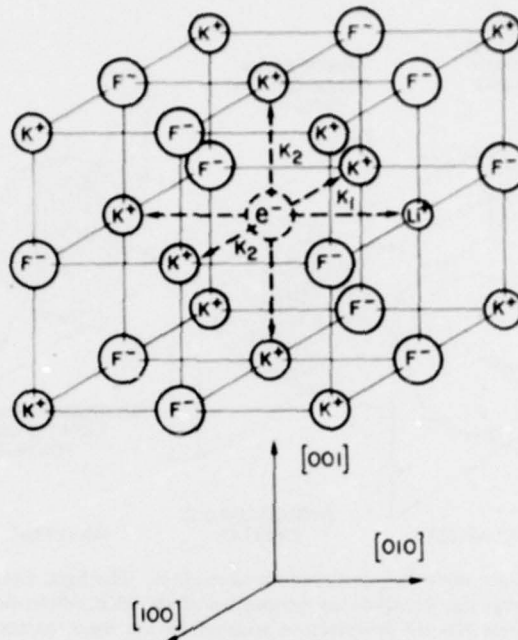 K⁺ F⁻ K⁺
F⁻ K⁺ F⁻
K⁺ F⁻ K⁺
K₂
F⁻ K⁺ F⁻
K₁
K⁺ e⁻ Li⁺
K₂
F⁻ K⁺ F⁻
K⁺ F⁻ K⁺
F⁻ K⁺ F⁻
K⁺ F⁻ K⁺
[001]
[010]
[100]